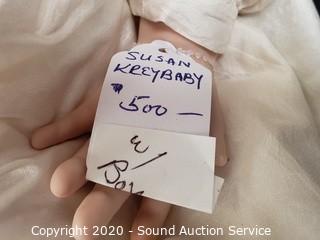 SUSAN
KREYBABY
$500—
w/
Box
Copyright 2020 - Sound Auction Service